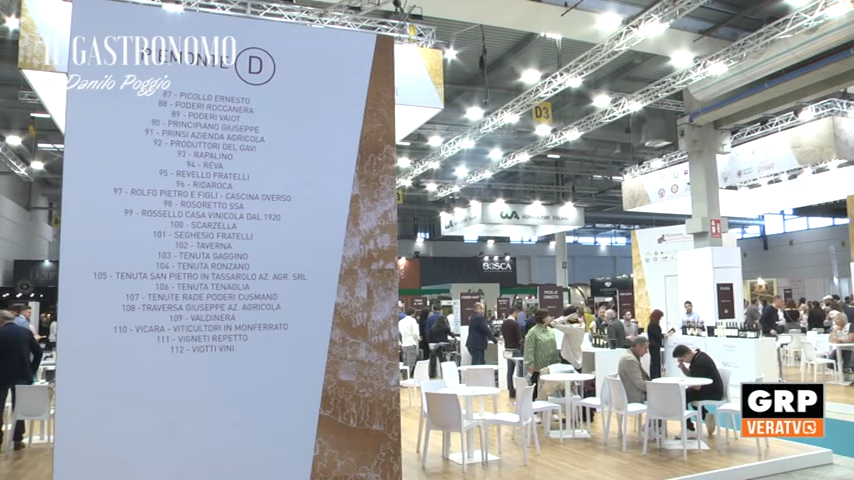 IL GASTRONOMO
Danilo Poggio
PIEMONTE D
87 - PICOLLO ERNESTO
88 - PODERI ROCCANERA
89 - PODERI VAIOT
90 - PRINCIPIANO GIUSEPPE
91 - PRINSI AZIENDA AGRICOLA
92 - PRODUTTORI DEL GAVI
93 - RAPALINO
94 - RÉVA
95 - REVELLO FRATELLI
96 - RIDAROCA
97 - ROLFO PIETRO E FIGLI - CASCINA OVERSO
98 - ROSORETTO SSA
99 - ROSSELLO CASA VINICOLA DAL 1920
100 - SCARZELLA
101 - SEGHESIO FRATELLI
102 - TAVERNA
103 - TENUTA GAGGINO
104 - TENUTA RONZANO
105 - TENUTA SAN PIETRO IN TASSAROLO AZ. AGR. SRL
106 - TENUTA TENAGLIA
107 - TENUTE RADE PODERI CUSMANO
108 - TRAVERSA GIUSEPPE AZ. AGRICOLA
109 - VALDINERA
110 - VICARA - VITICULTORI IN MONFERRATO
111 - VIGNETI REPETTO
112 - VIOTTI VINI
D3
BOSCA
GRP
VERATV